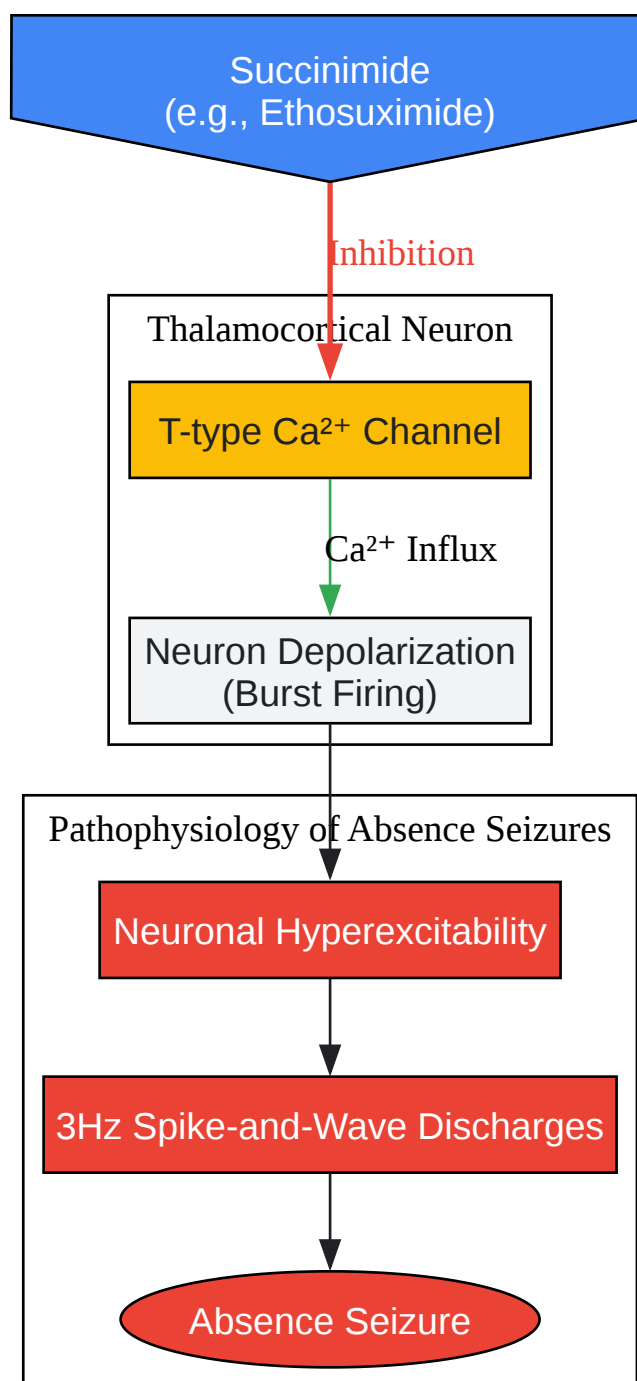 Succinimide
(e.g., Ethosuximide)
Inhibition
Thalamocortical Neuron
T-type Ca²⁺ Channel
Ca²⁺ Influx
Neuron Depolarization
(Burst Firing)
Pathophysiology of Absence Seizures
Neuronal Hyperexcitability
3Hz Spike-and-Wave Discharges
Absence Seizure